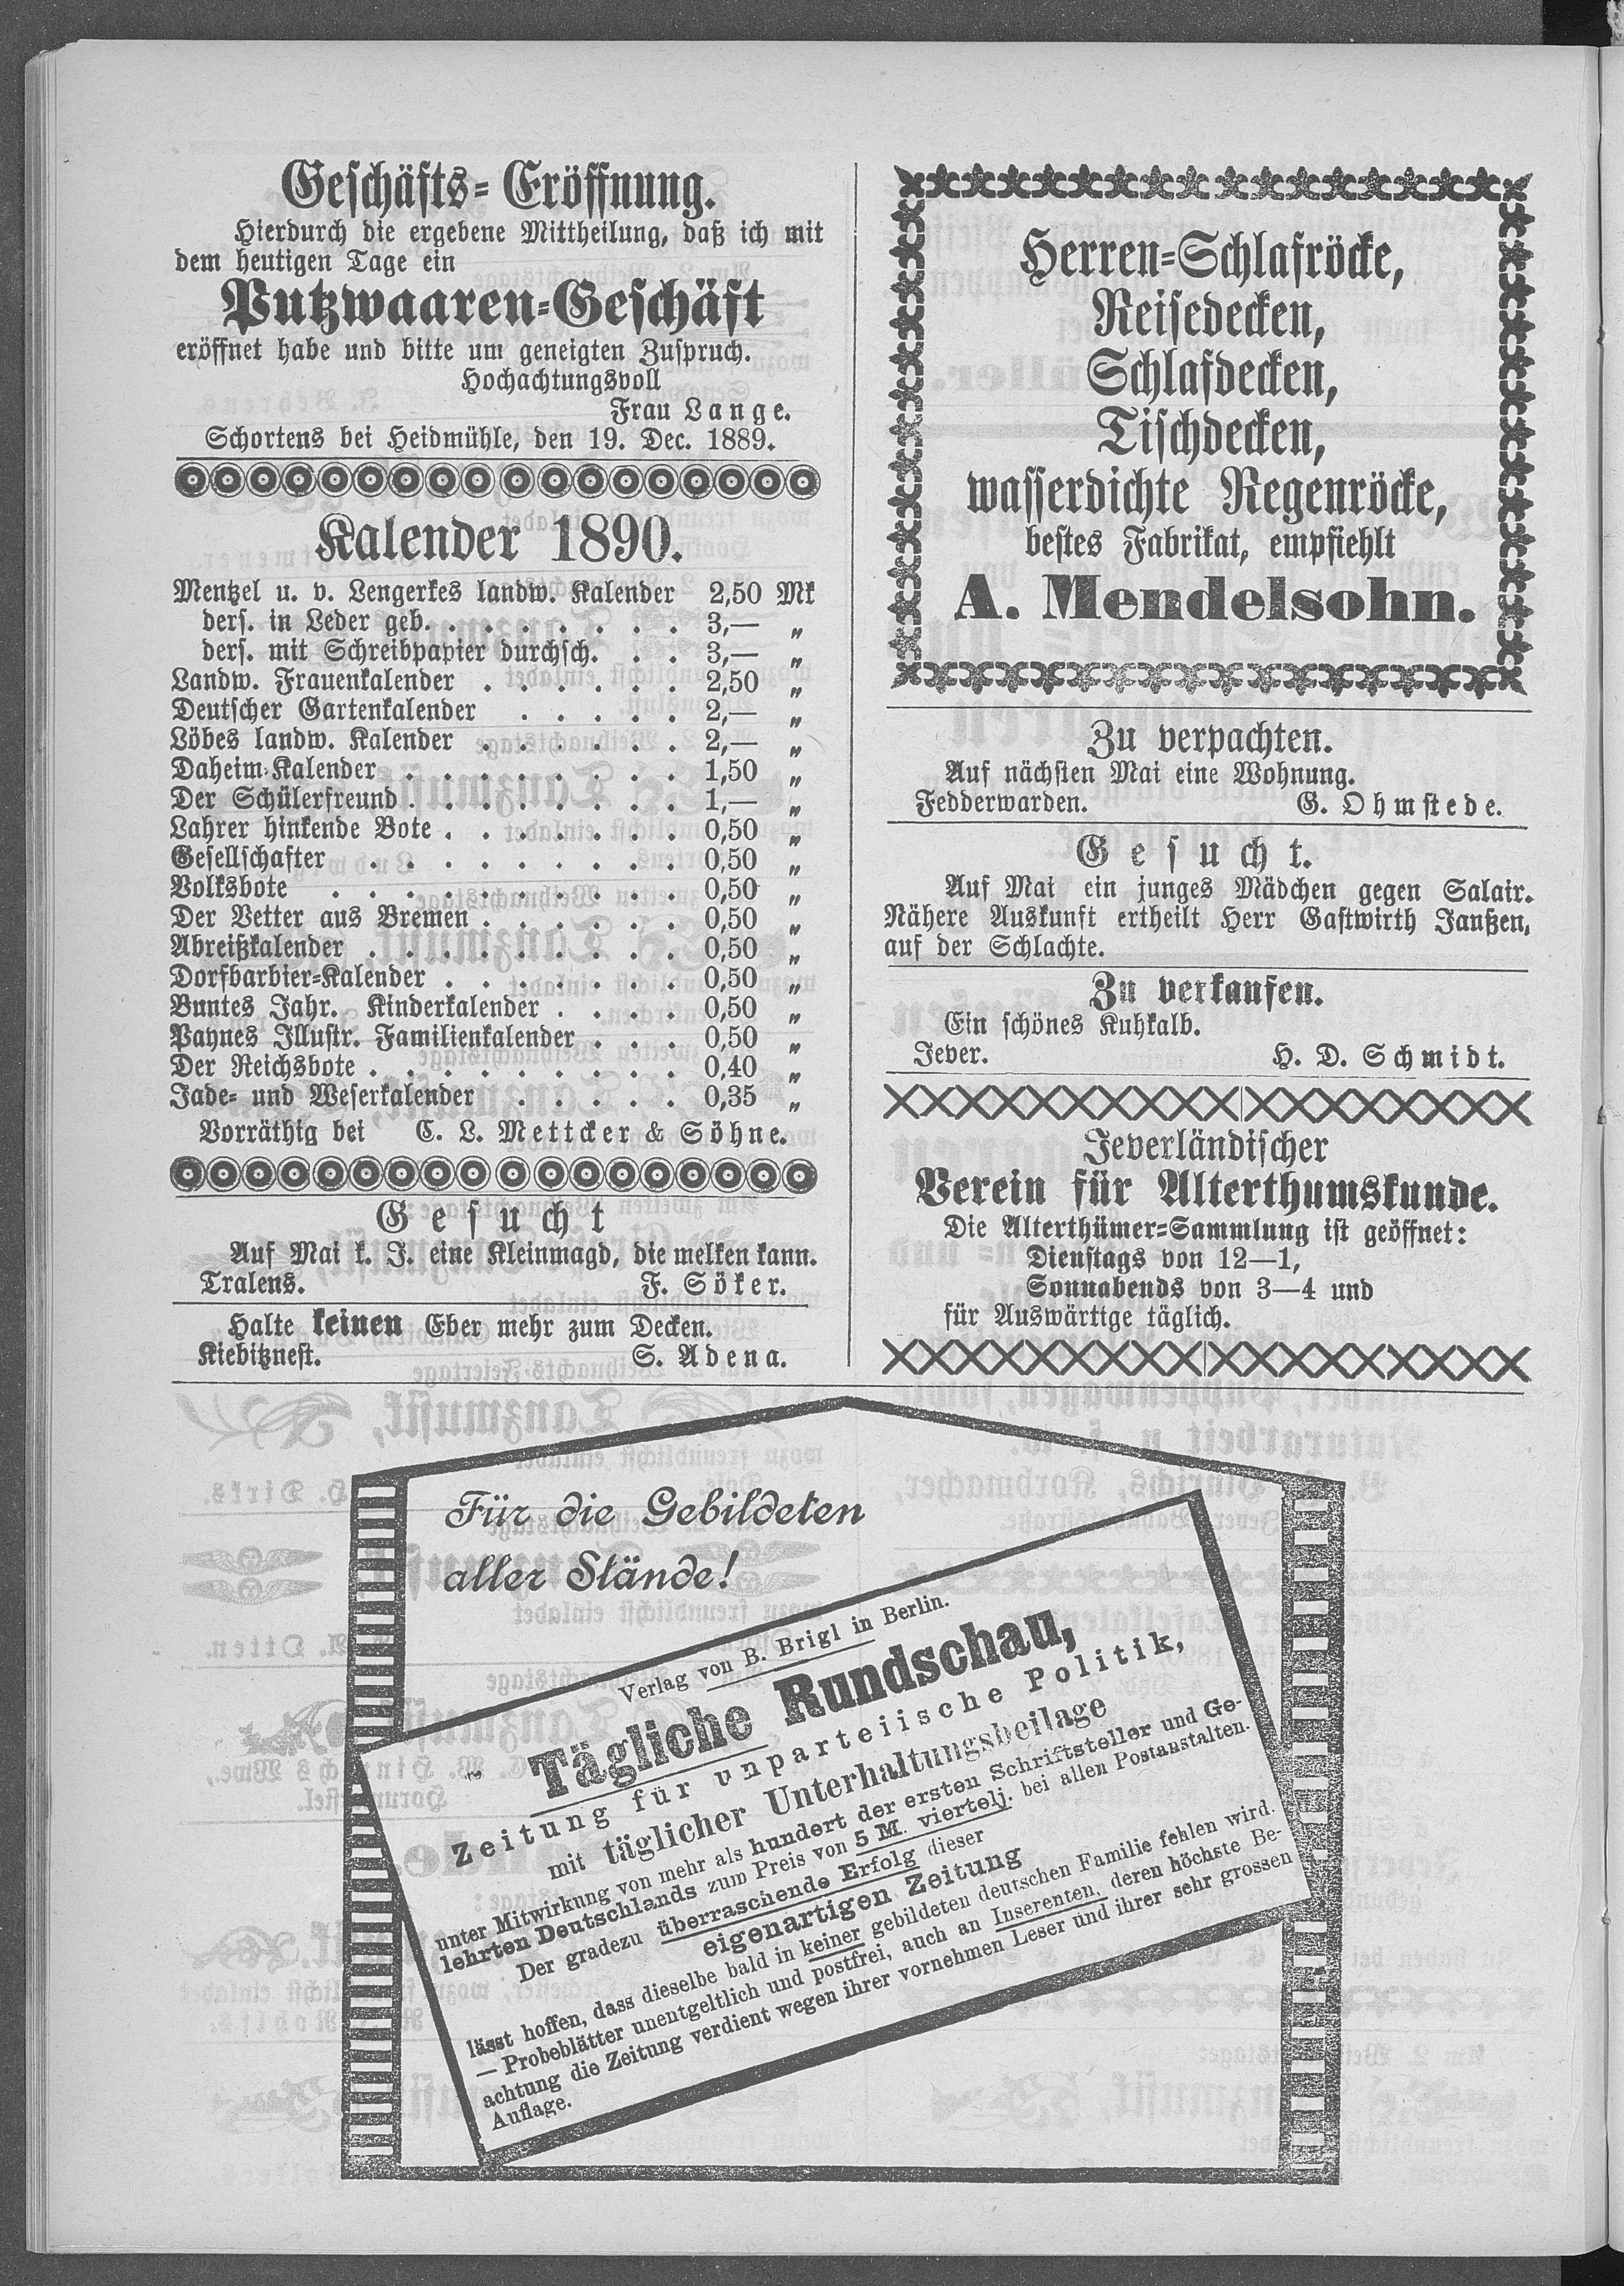 Geschäfts-Eröffnung.
Hierdurch die ergebene Mittheilung, daß ich mit
dem heutigen Tage ein
Putzwaaren-Geschäft
eröffnet habe und bitte um geneigten Zuspruch.
Hochachtungsvoll
Frau Lange.
Schortens bei Heidmühle, den 19. Dec. 1889.
Kalender 1890.
Mentzel u. v. Lengerkes landw. Kalender 2,50 Mk
ders. in Leder geb. . . . . . . . 3,— „
ders. mit Schreibpapier durchsch. . . 3,— „
Landw. Frauenkalender . . . . . . 2,50 „
Deutscher Gartenkalender . . . . . 2,— „
Löbes landw. Kalender . . . . . . 2,— „
Daheim-Kalender . . . . . . . . 1,50 „
Der Schülerfreund . . . . . . . . 1,— „
Lahrer hinkende Bote . . . . . . . 0,50 „
Gesellschafter . . . . . . . . . 0,50 „
Volksbote . . . . . . . . . . 0,50 „
Der Vetter aus Bremen . . . . . . 0,50 „
Abreißkalender . . . . . . . . . 0,50 „
Dorfbarbier-Kalender . . . . . . . 0,50 „
Buntes Jahr. Kinderkalender . . . . 0,50 „
Paynes Illustr. Familienkalender . . . 0,50 „
Der Reichsbote . . . . . . . . . 0,40 „
Jade- und Weserkalender . . . . . 0,35 „
Vorräthig bei C. L. Mettcker & Söhne.
Gesucht
Auf Mai k. J. eine Kleinmagd, die melken kann.
Tralens. F. Söker.
Halte keinen Eber mehr zum Decken.
Kiebitznest. S. Adena.
Herren-Schlafröcke,
Reisedecken,
Schlafdecken,
Tischdecken,
wasserdichte Regenröcke,
bestes Fabrikat, empfiehlt
A. Mendelsohn.
Zu verpachten.
Auf nächsten Mai eine Wohnung.
Fedderwarden. G. Ohmstede.
Gesucht.
Auf Mai ein junges Mädchen gegen Salair.
Nähere Auskunft ertheilt Herr Gastwirth Janßen,
auf der Schlachte.
Zu verkaufen.
Ein schönes Kuhkalb.
Jever. H. D. Schmidt.
Jeverländischer
Verein für Alterthumskunde.
Die Alterthümer-Sammlung ist geöffnet:
Dienstags von 12—1,
Sonnabends von 3—4 und
für Auswärtige täglich.
Für die Gebildeten
aller Stände!
Verlag von B. Brigl in Berlin.
Tägliche Rundschau,
Zeitung für unparteiische Politik,
mit täglicher Unterhaltungsbeilage
unter Mitwirkung von mehr als hundert der ersten Schriftsteller und Ge-
lehrten Deutschlands zum Preis von 5 M. viertelj. bei allen Postanstalten.
Der gradezu überraschende Erfolg dieser
eigenartigen Zeitung
lässt hoffen, dass dieselbe bald in keiner gebildeten deutschen Familie fehlen wird.
— Probeblätter unentgeltlich und postfrei, auch an Inserenten, deren höchste Be-
achtung die Zeitung verdient wegen ihrer vornehmen Leser und ihrer sehr grossen
Auflage.